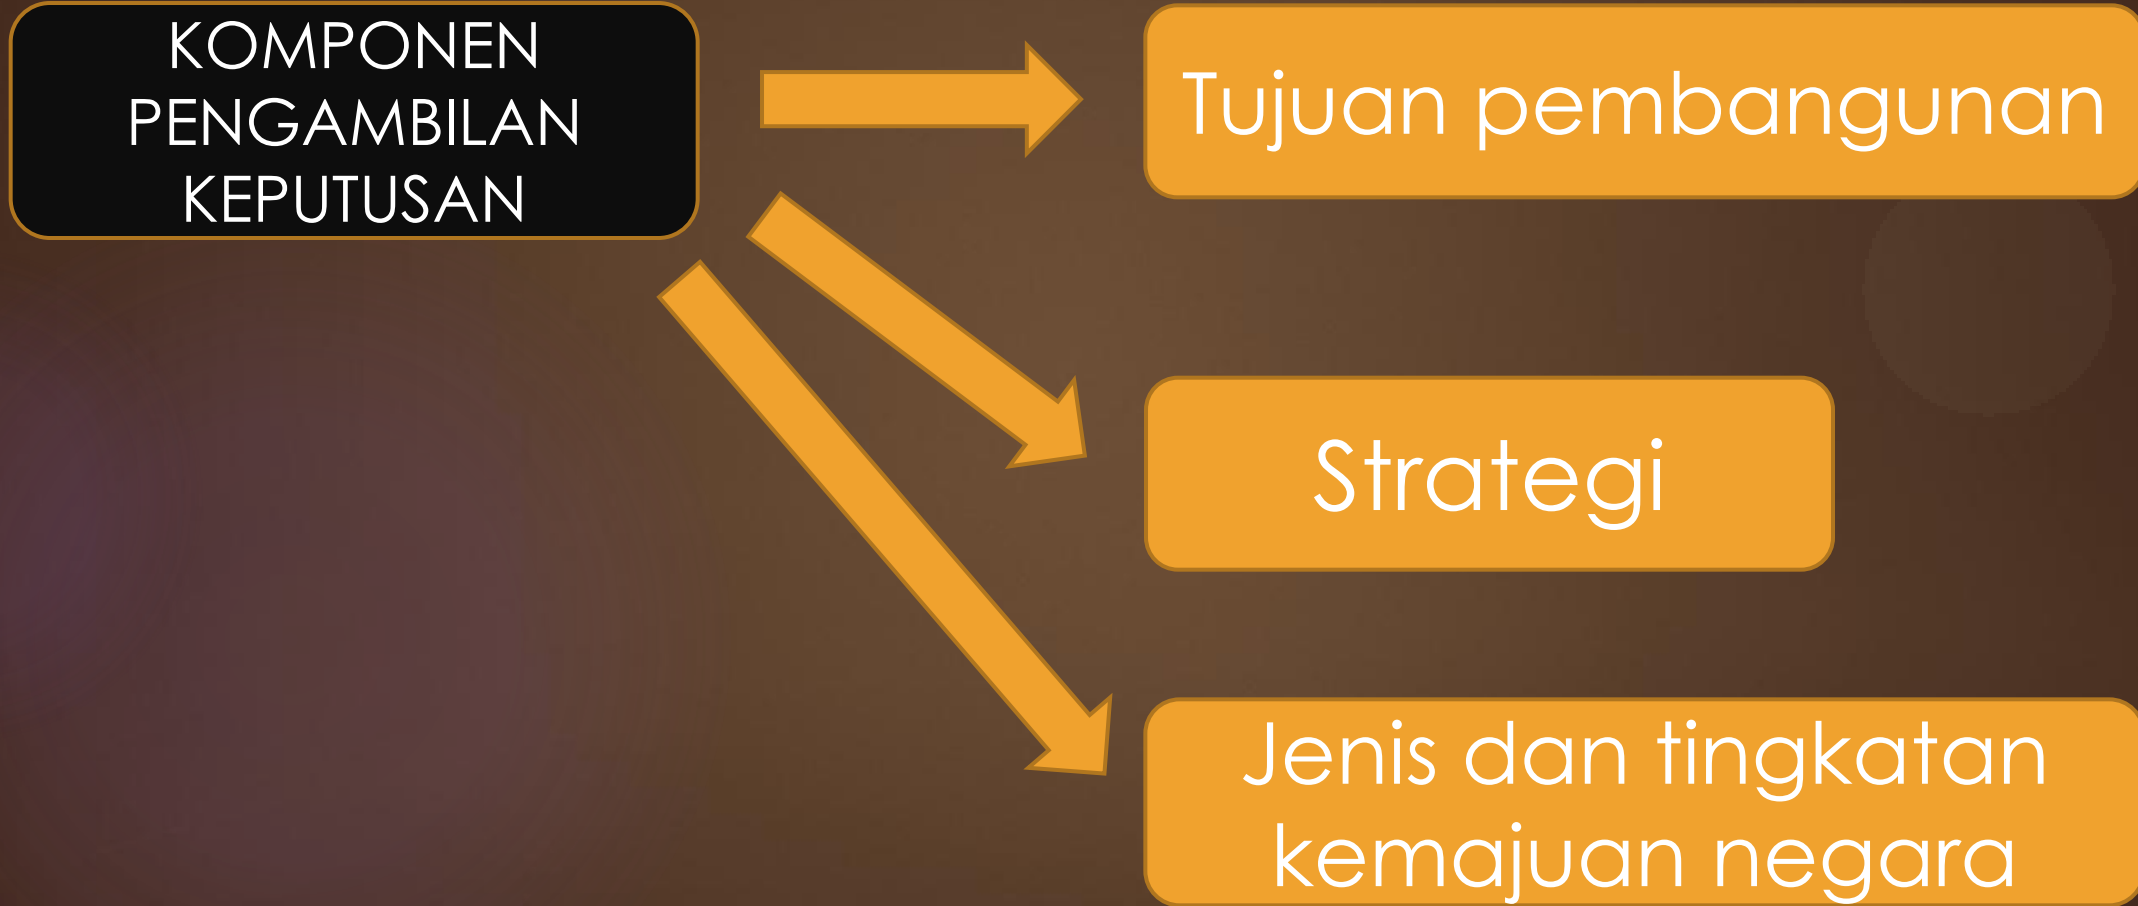 KOMPONEN
PENGAMBILAN
KEPUTUSAN
Tujuan pembangunan
Strategi
Jenis dan tingkatan
kemajuan negara